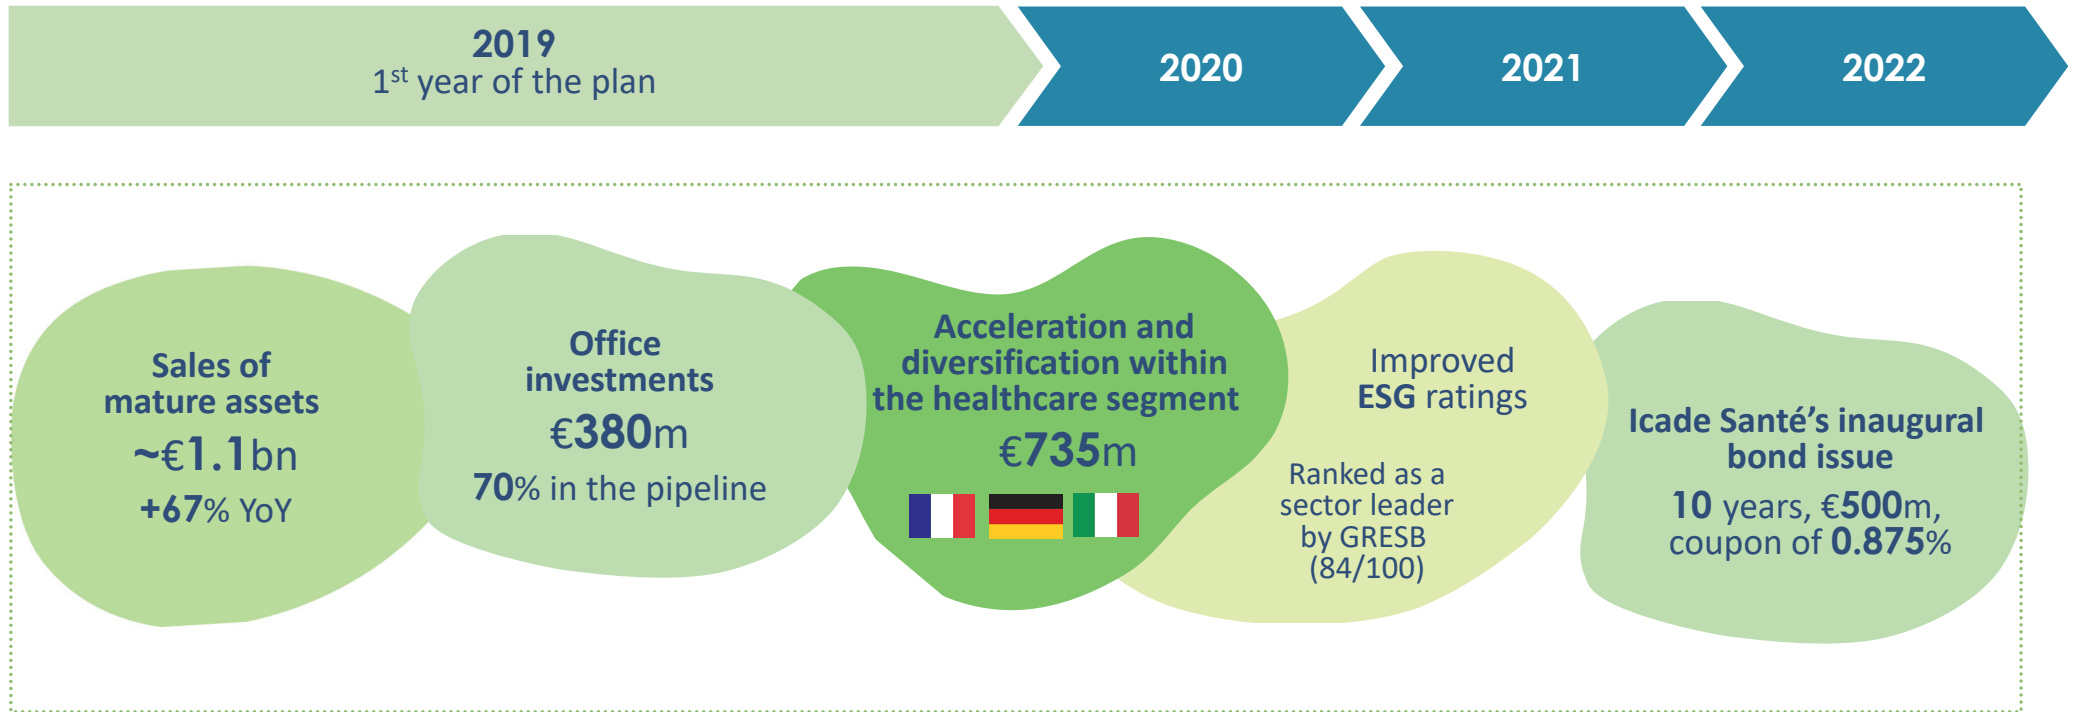 2019
1st year of the plan
2020
2021
2022
Sales of
mature assets
~€1.1bn
+67% YoY
Office
investments
€380m
70% in the pipeline
Acceleration and
diversification within
the healthcare segment
€735m
Improved
ESG ratings
Ranked as a
sector leader
by GRESB
(84/100)
Icade Santé’s inaugural
bond issue
10 years, €500m,
coupon of 0.875%